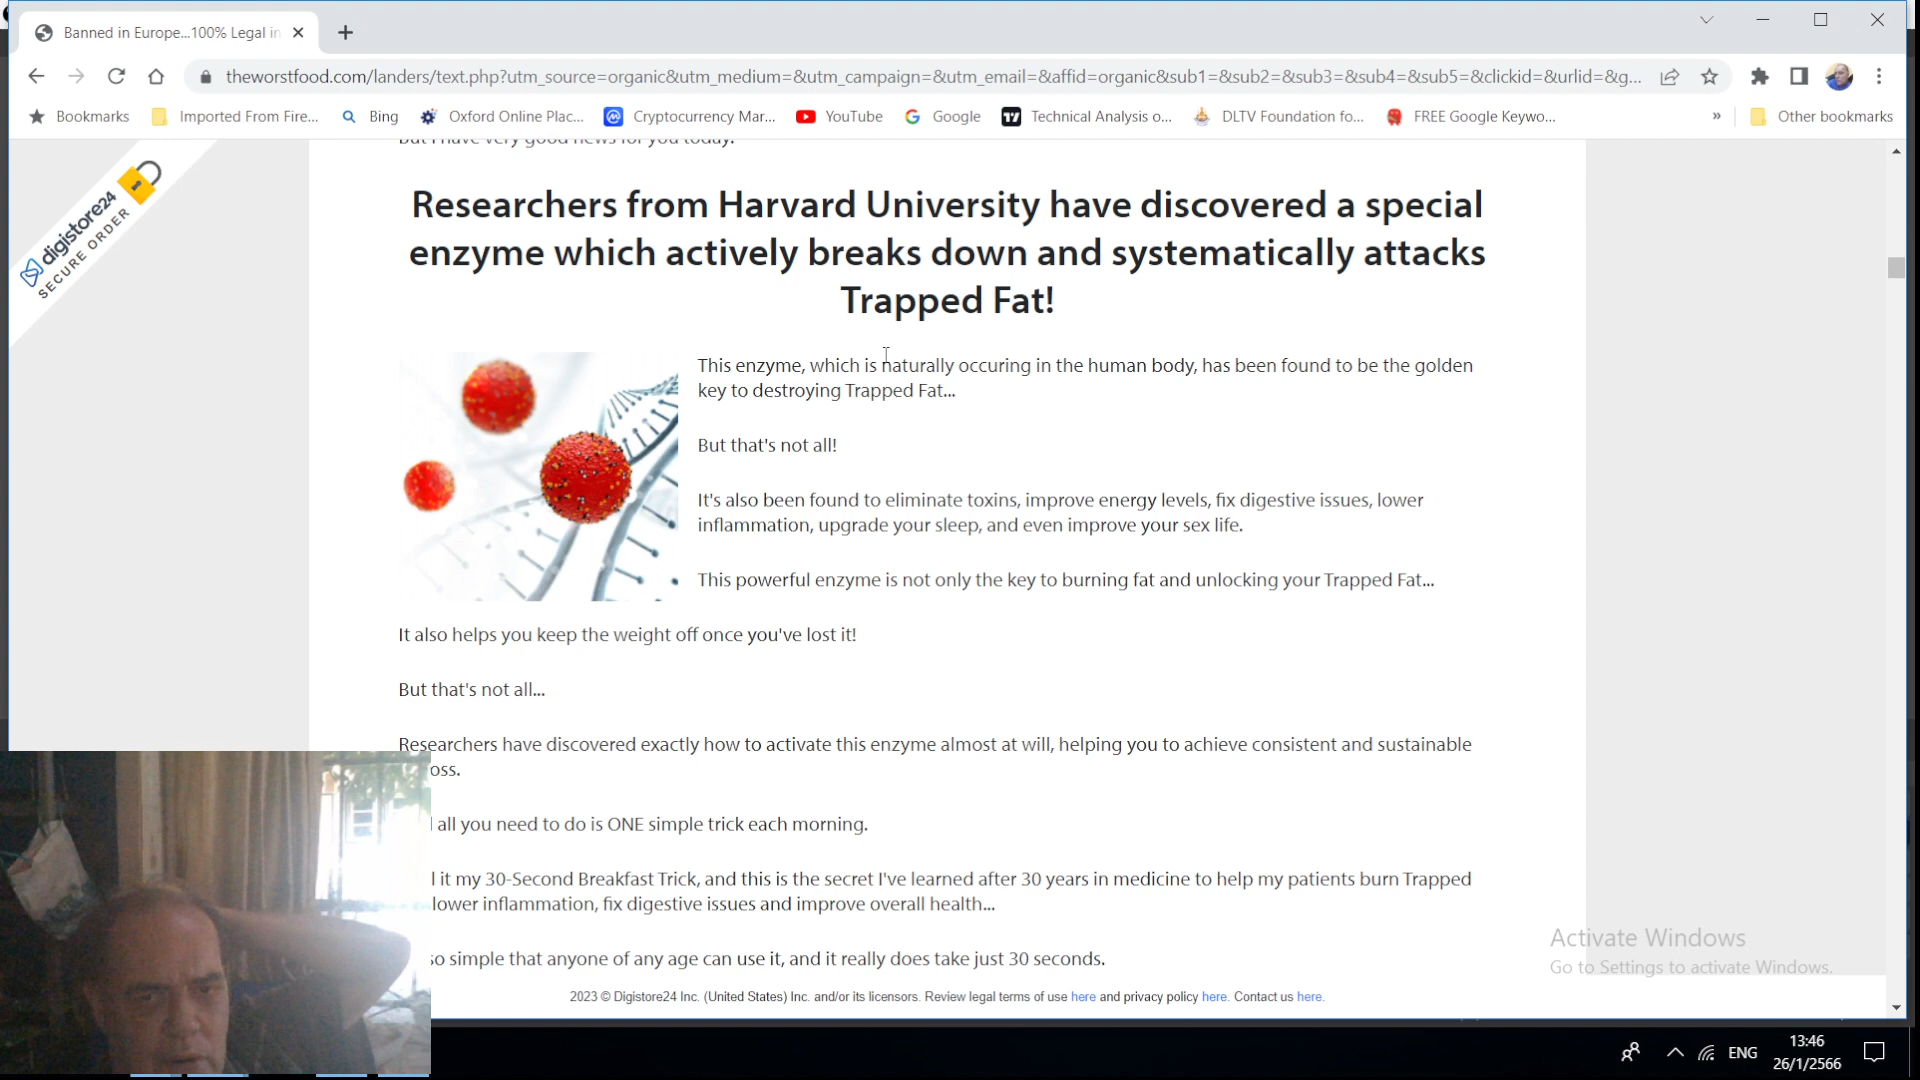 Banned in Europe...100% Legal in
theworstfood.com/landers/text.php?utm_source=organic&utm_medium=&utm_campaign=&utm_email=&affid=organic&sub1=&sub2=&sub3=&sub4=&sub5=&clickid=&urlid=&g...
Bookmarks Imported From Fire... Bing Oxford Online Plac... Cryptocurrency Mar... YouTube Google Technical Analysis o... DLTV Foundation fo... FREE Google Keywo... » Other bookmarks
But I have very good news for you today.
digistore24
SECURE ORDER
Researchers from Harvard University have discovered a special
enzyme which actively breaks down and systematically attacks
Trapped Fat!
This enzyme, which is naturally occuring in the human body, has been found to be the golden
key to destroying Trapped Fat...
But that's not all!
It's also been found to eliminate toxins, improve energy levels, fix digestive issues, lower
inflammation, upgrade your sleep, and even improve your sex life.
This powerful enzyme is not only the key to burning fat and unlocking your Trapped Fat...
It also helps you keep the weight off once you've lost it!
But that's not all...
Researchers have discovered exactly how to activate this enzyme almost at will, helping you to achieve consistent and sustainable
oss.
all you need to do is ONE simple trick each morning.
l it my 30-Second Breakfast Trick, and this is the secret I've learned after 30 years in medicine to help my patients burn Trapped
lower inflammation, fix digestive issues and improve overall health...
so simple that anyone of any age can use it, and it really does take just 30 seconds.
Activate Windows
Go to Settings to activate Windows.
2023 © Digistore24 Inc. (United States) Inc. and/or its licensors. Review legal terms of use here and privacy policy here. Contact us here.
ENG
13:46
26/1/2566